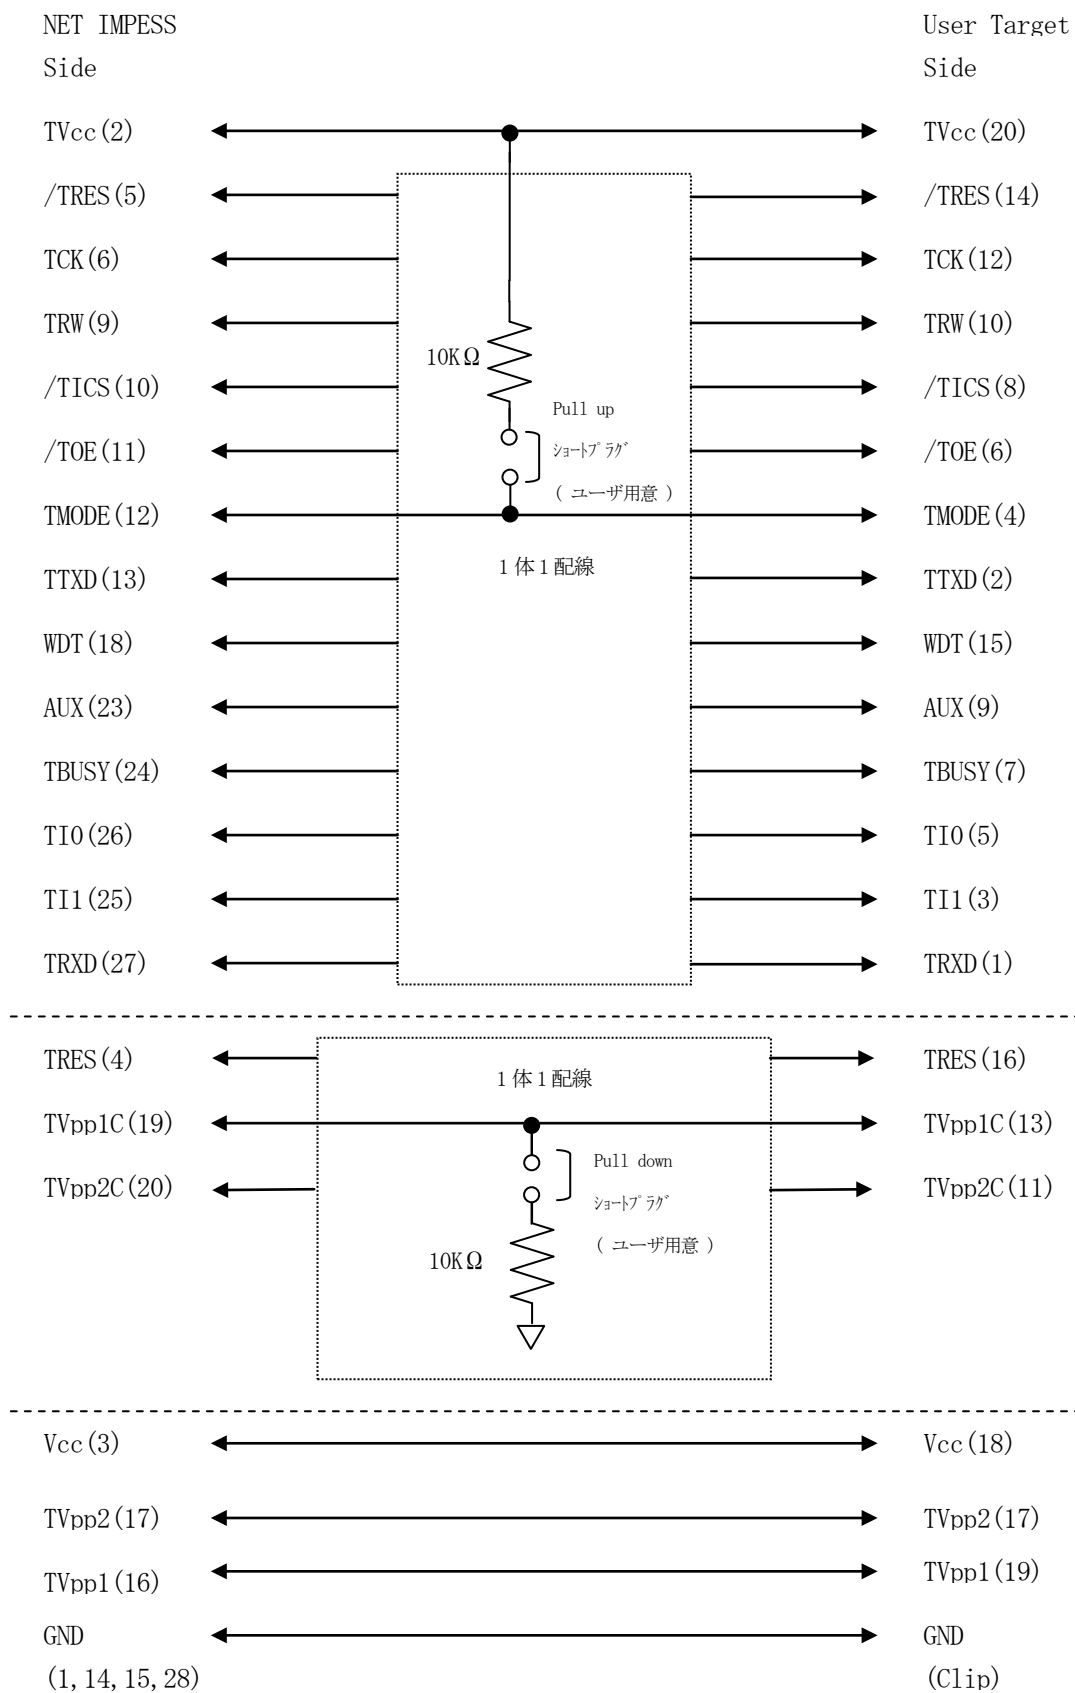 NET IMPESS User Target
Side Side
TVcc(2) TVcc(20)
/TRES(5) /TRES(14)
TCK(6) TCK(12)
TRW(9) TRW(10)
10KΩ
/TICS(10) /TICS(8)
Pull up
/TOE(11) ｼｮｰﾄﾌﾟﾗｸﾞ /TOE(6)
( ユーザ用意 )
TMODE(12) TMODE(4)
1体1配線
TTXD(13) TTXD(2)
WDT(18) WDT(15)
AUX(23) AUX(9)
TBUSY(24) TBUSY(7)
TIO(26) TIO(5)
TI1(25) TI1(3)
TRXD(27) TRXD(1)
TRES(4) TRES(16)
1体1配線
TVpp1C(19) TVpp1C(13)
Pull down
TVpp2C(20) TVpp2C(11)
ｼｮｰﾄﾌﾟﾗｸﾞ
( ユーザ用意 )
10KΩ
Vcc(3) Vcc(18)
TVpp2(17) TVpp2(17)
TVpp1(16) TVpp1(19)
GND GND
(1,14,15,28) (Clip)